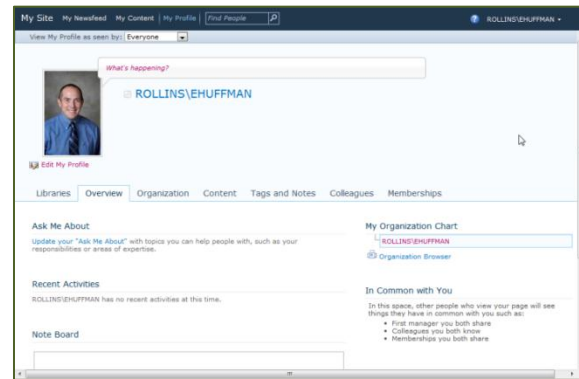 My Site My Newsfeed My Content My Profile Find People ROLLINS\EHUFFMAN
View My Profile as seen by: Everyone
What's happening?
ROLLINS\EHUFFMAN
Edit My Profile
Libraries Overview Organization Content Tags and Notes Colleagues Memberships
Ask Me About
Update your "Ask Me About" with topics you can help people with, such as your
responsibilities or areas of expertise.
Recent Activities
ROLLINS\EHUFFMAN has no recent activities at this time.
Note Board
My Organization Chart
ROLLINS\EHUFFMAN
Organization Browser
In Common with You
In this space, other people who view your page will see
things they have in common with you such as:
• First manager you both share
• Colleagues you both know
• Memberships you both share